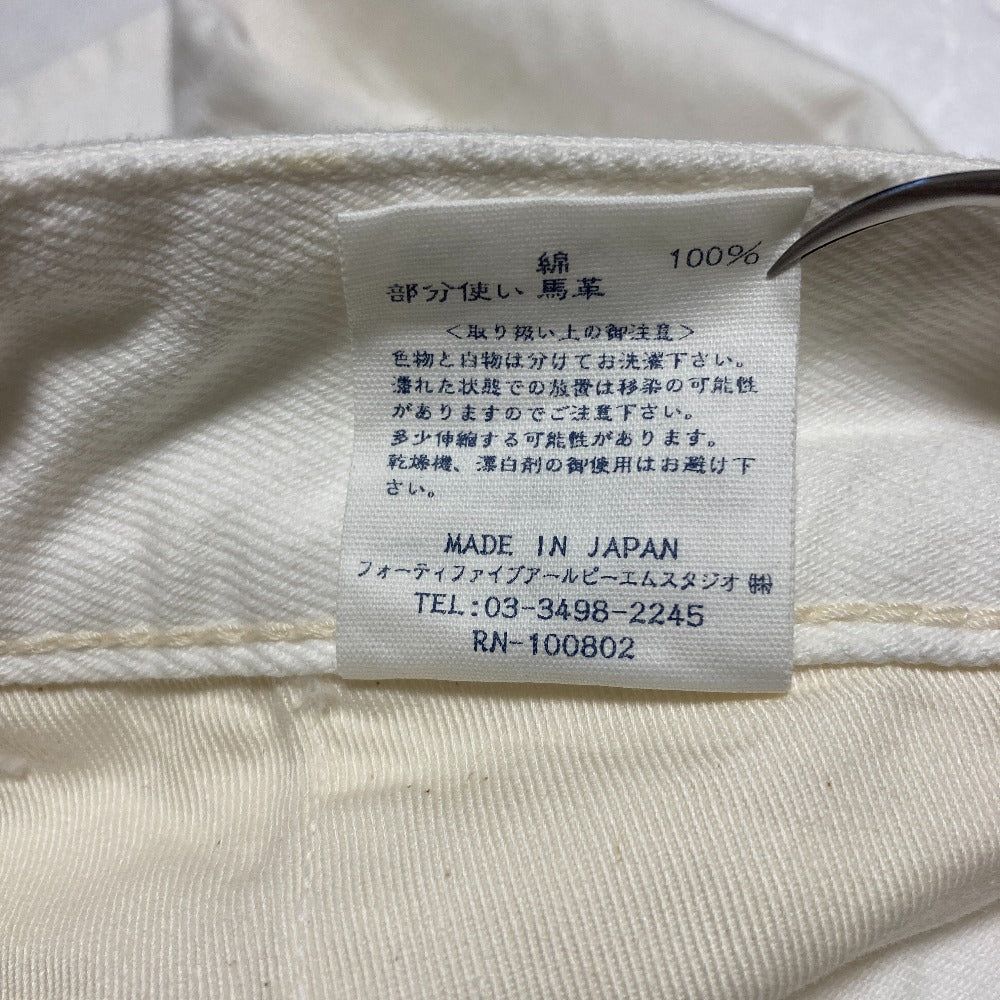 綿 100%
部分使い 馬革
<取り扱い上の御注意>
色物と白物は分けてお洗濯下さい。
濡れた状態での放置は移染の可能性
がありますのでご注意下さい。
多少伸縮する可能性があります。
乾燥機、漂白剤の御使用はお避け下
さい。
MADE IN JAPAN
フォーティファイブアールピーエムスタジオ ㈱
TEL:03-3498-2245
RN-100802